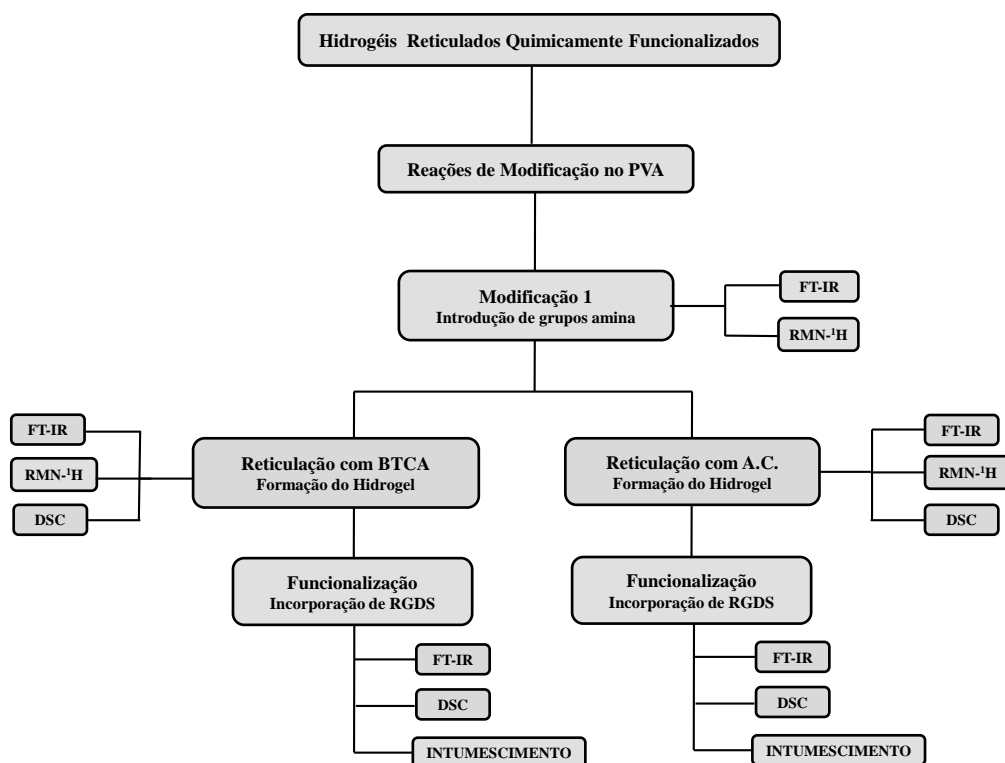 Hidrogéis Reticulados Quimicamente Funcionalizados
Reações de Modificação no PVA
Modificação 1
Introdução de grupos amina
FT-IR
RMN-¹H
FT-IR
RMN-¹H
DSC
Reticulação com BTCA
Formação do Hidrogel
Reticulação com A.C.
Formação do Hidrogel
FT-IR
RMN-¹H
DSC
Funcionalização
Incorporação de RGDS
FT-IR
DSC
INTUMESCIMENTO
Funcionalização
Incorporação de RGDS
FT-IR
DSC
INTUMESCIMENTO